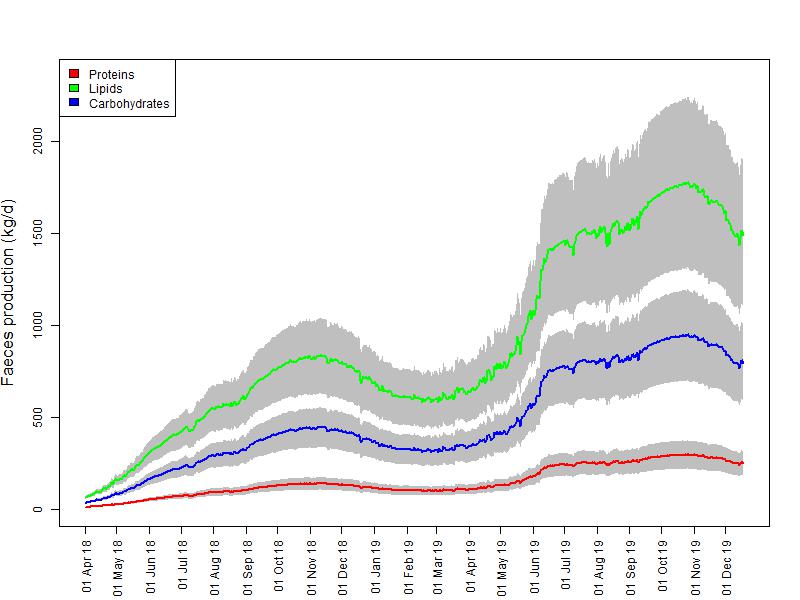 Proteins
Lipids
Carbohydrates
Faeces production (kg/d)
2000
1500
1000
500
0
01 Apr 18
01 May 18
01 Jun 18
01 Jul 18
01 Aug 18
01 Sep 18
01 Oct 18
01 Nov 18
01 Dec 18
01 Jan 19
01 Feb 19
01 Mar 19
01 Apr 19
01 May 19
01 Jun 19
01 Jul 19
01 Aug 19
01 Sep 19
01 Oct 19
01 Nov 19
01 Dec 19